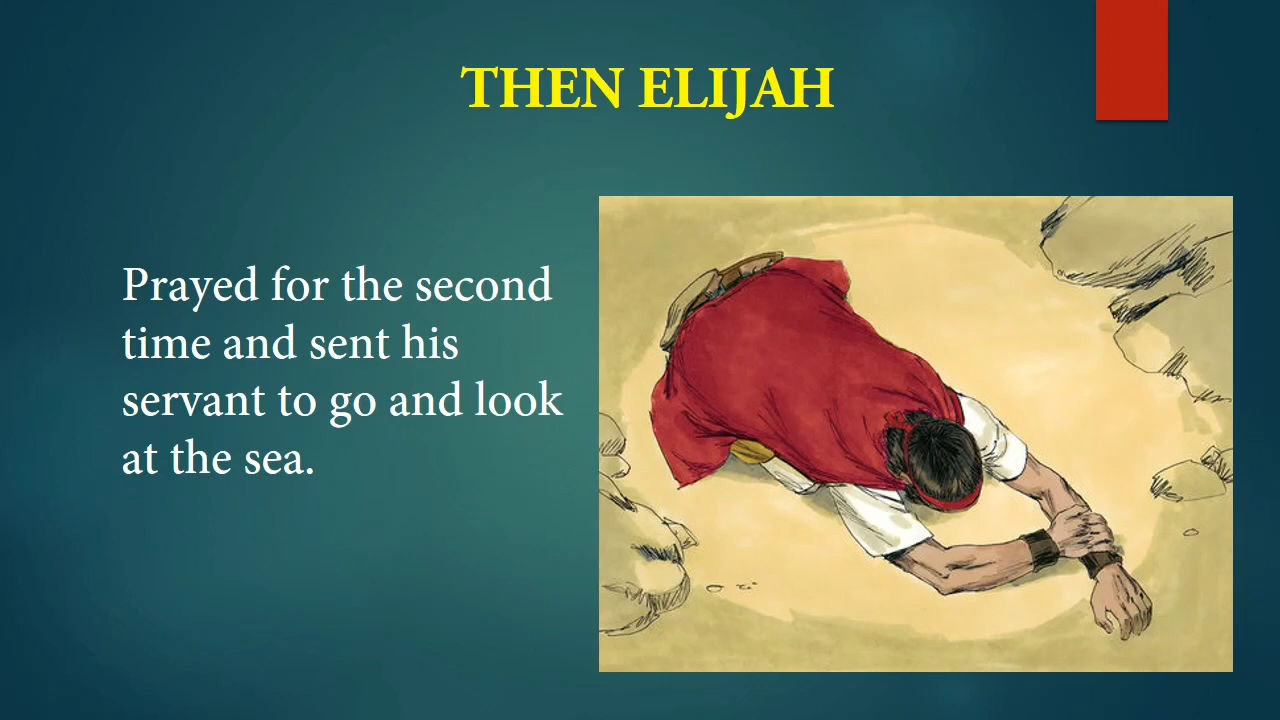 THEN ELIJAH
Prayed for the second
time and sent his
servant to go and look
at the sea.